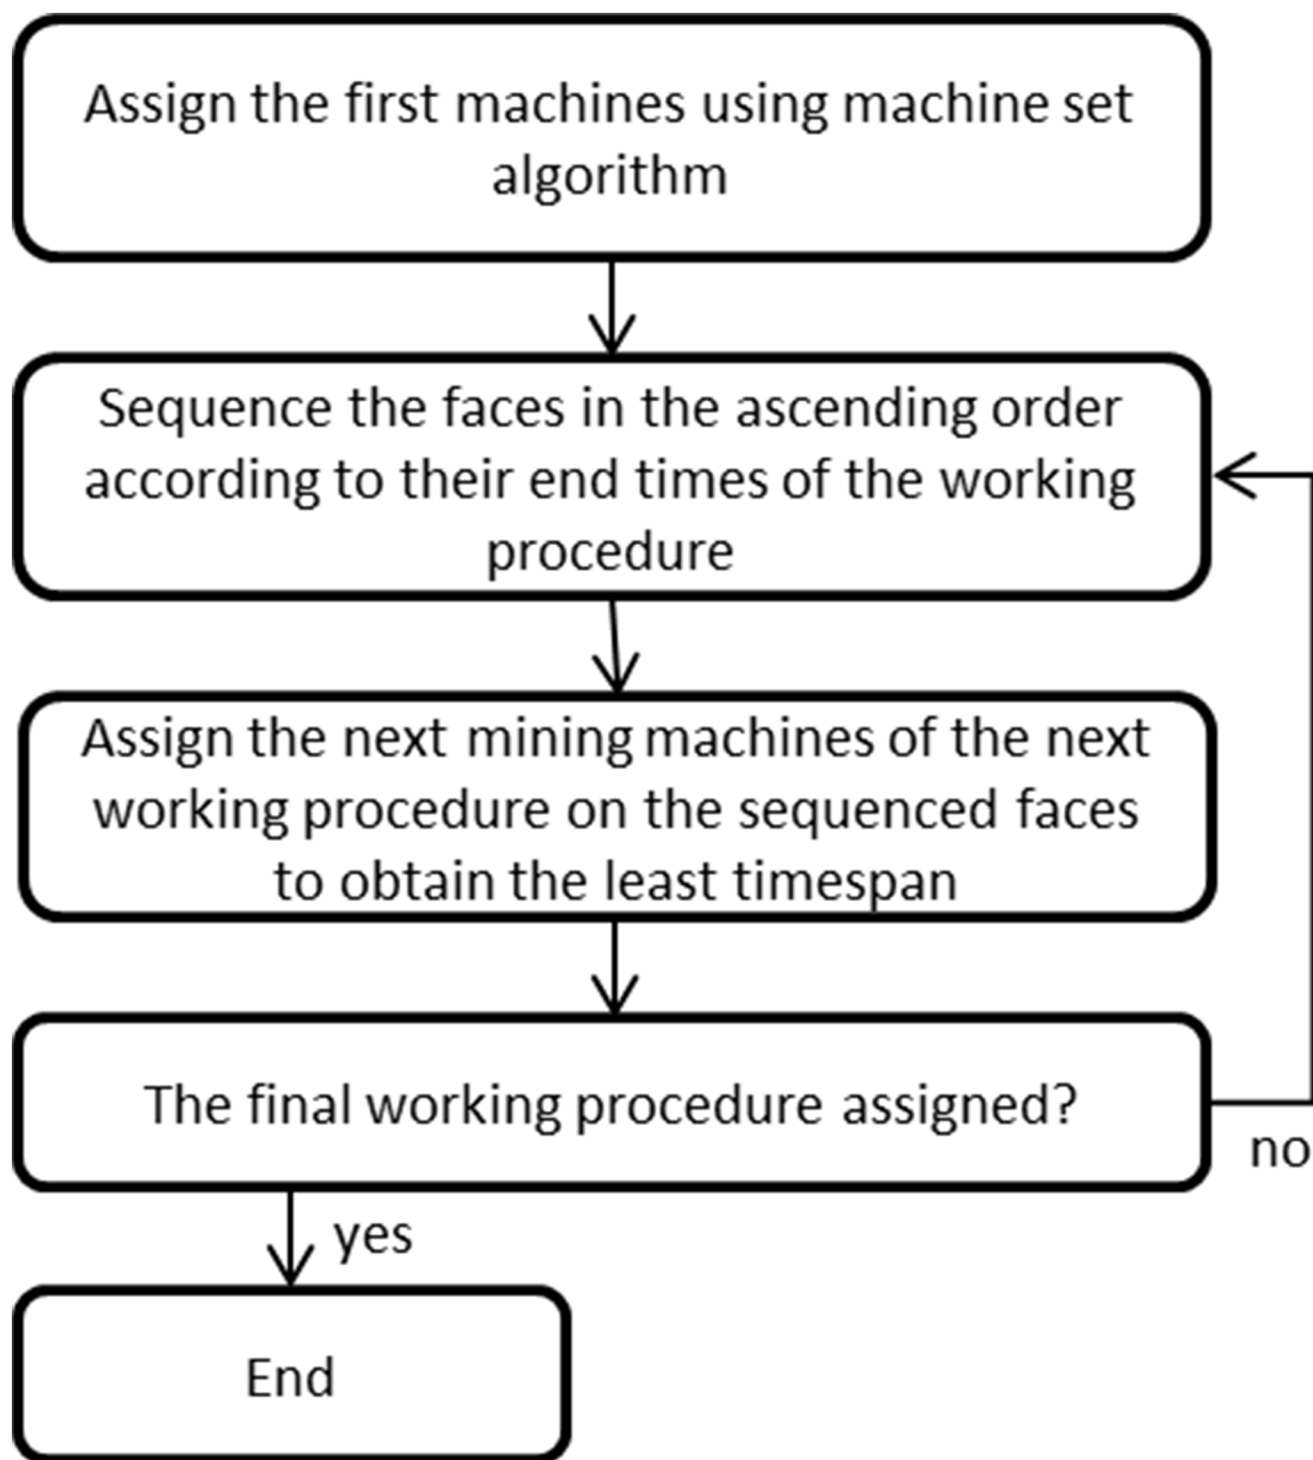 Assign the first machines using machine set
algorithm
Sequence the faces in the ascending order
according to their end times of the working
procedure
Assign the next mining machines of the next
working procedure on the sequenced faces
to obtain the least timespan
The final working procedure assigned?
no
yes
End